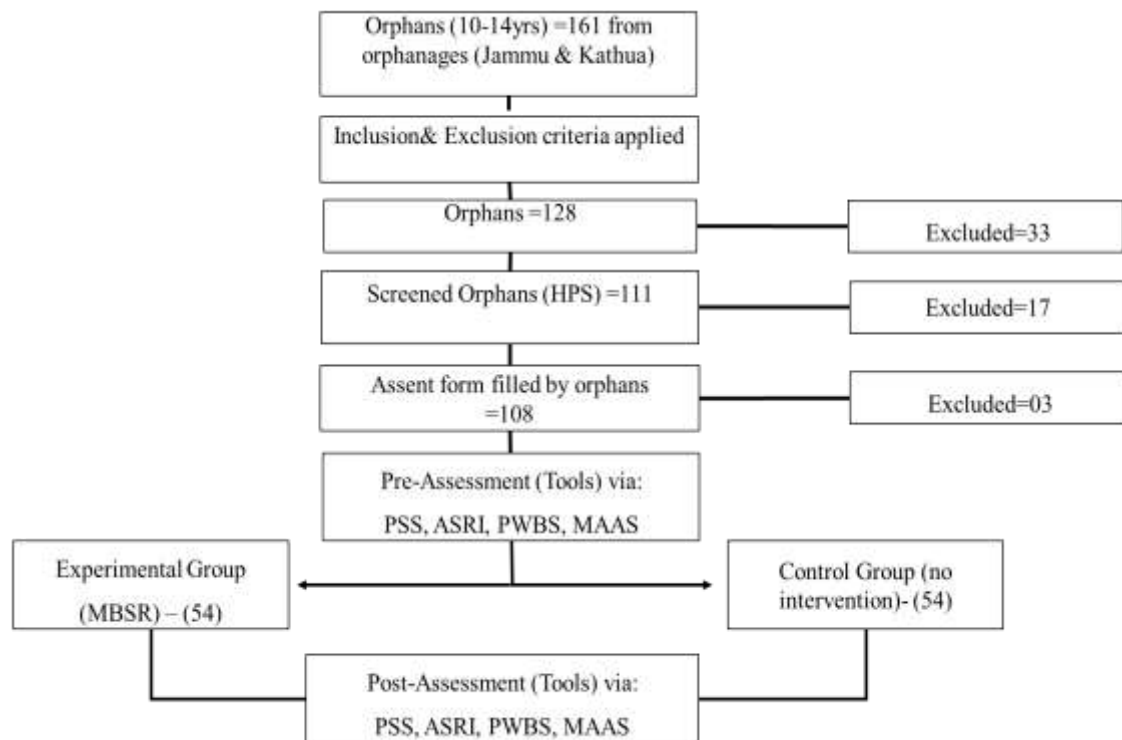 Orphans (10-14yrs) =161 from
orphanages (Jammu & Kathua)
Inclusion& Exclusion criteria applied
Orphans =128
Excluded=33
Screened Orphans (HPS) =111
Excluded=17
Assent form filled by orphans
=108
Excluded=03
Pre-Assessment (Tools) via:
PSS, ASRI, PWBS, MAAS
Experimental Group
(MBSR) – (54)
Control Group (no
intervention)- (54)
Post-Assessment (Tools) via:
PSS, ASRI, PWBS, MAAS